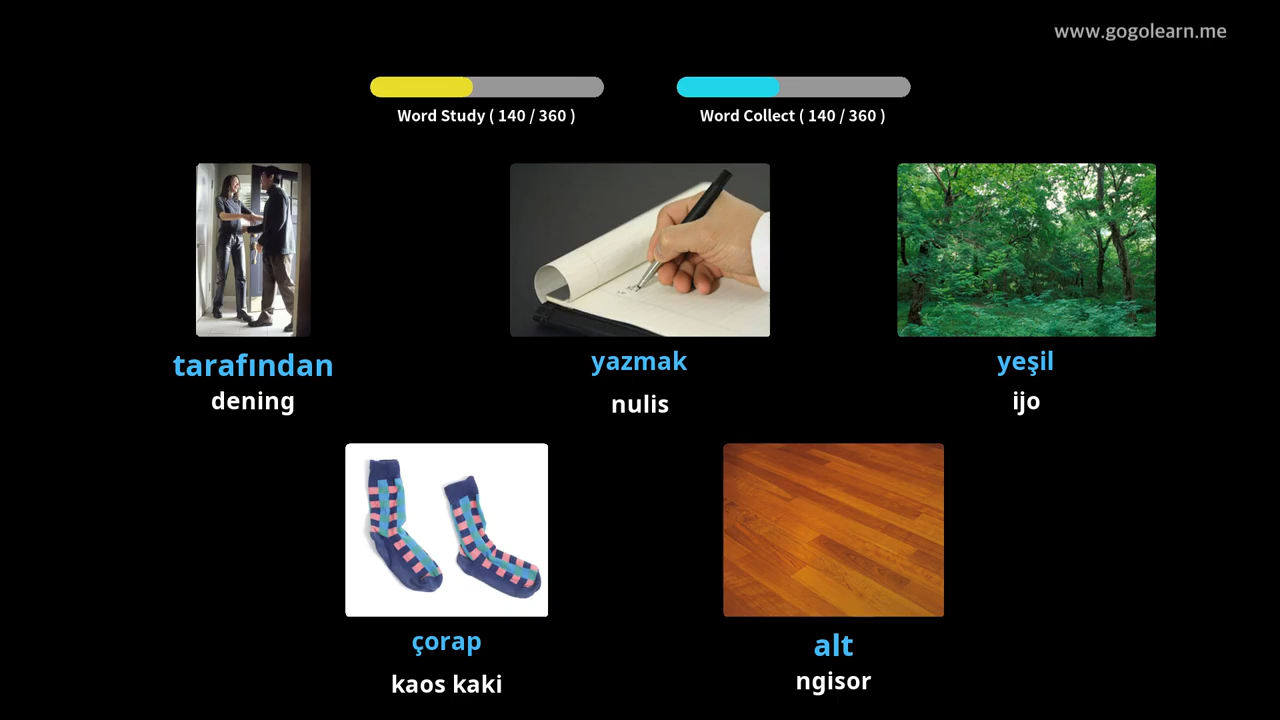 www.gogolearn.me
Word Study ( 140 / 360 )
Word Collect ( 140 / 360 )
tarafından
dening
yazmak
nulis
yeşil
ijo
çorap
kaos kaki
alt
ngisor